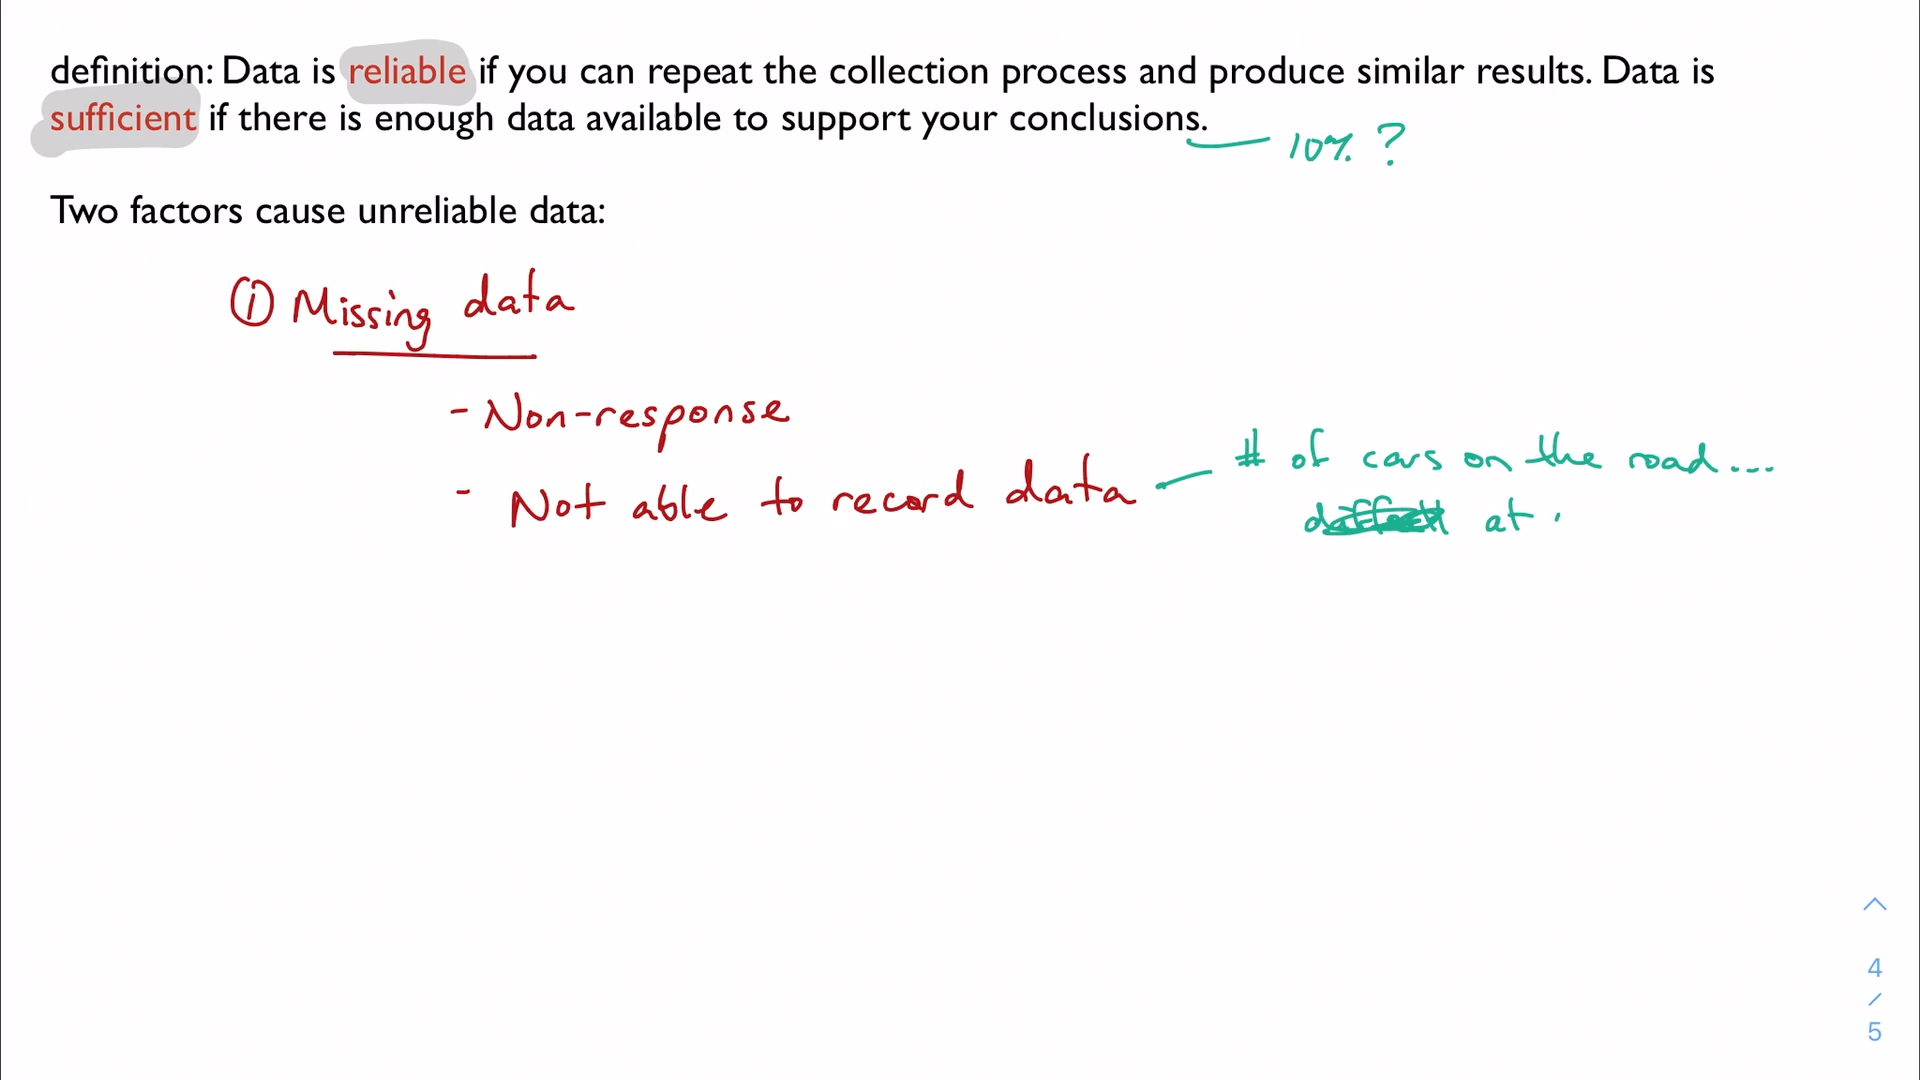 definition: Data is reliable if you can repeat the collection process and produce similar results. Data is
sufficient if there is enough data available to support your conclusions.
10% ?
Two factors cause unreliable data:
① Missing data
- Non-response
- Not able to record data
# of cars on the road...
at
4
/
5